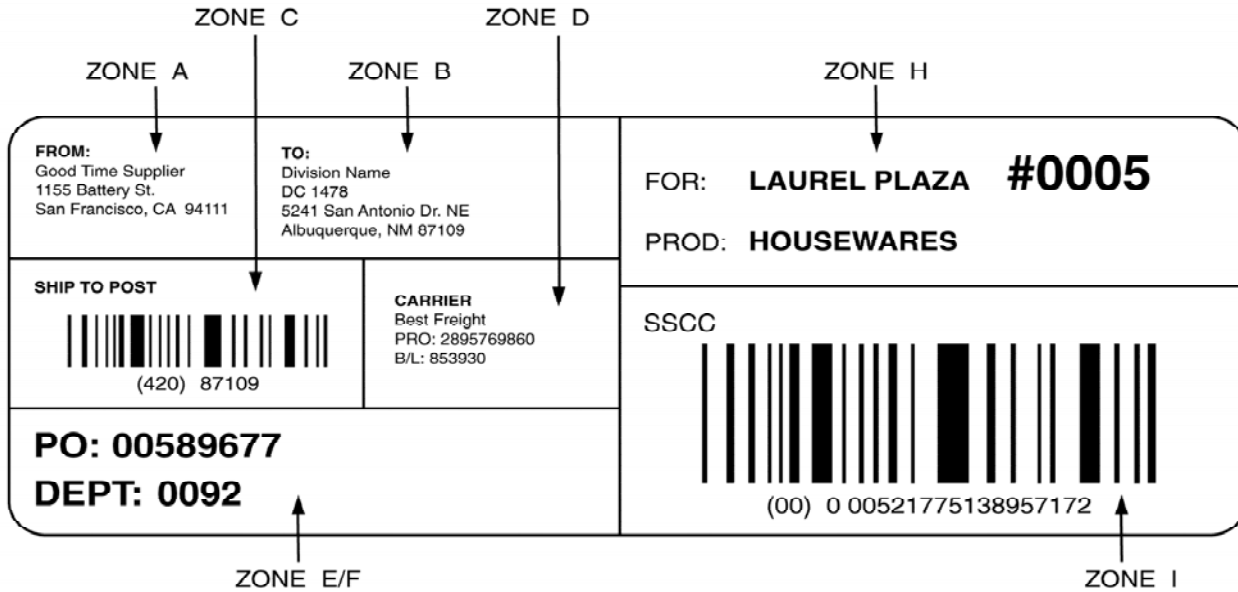 ZONE C
ZONE D
ZONE A
ZONE B
ZONE H
FROM:
Good Time Supplier
1155 Battery St.
San Francisco, CA 94111
TO:
Division Name
DC 1478
5241 San Antonio Dr. NE
Albuquerque, NM 87109
FOR: LAUREL PLAZA #0005
PROD: HOUSEWARES
SHIP TO POST
(420) 87109
CARRIER
Best Freight
PRO: 2895769860
B/L: 853930
SSCC
(00) 0 00521775138957172
PO: 00589677
DEPT: 0092
ZONE E/F
ZONE I